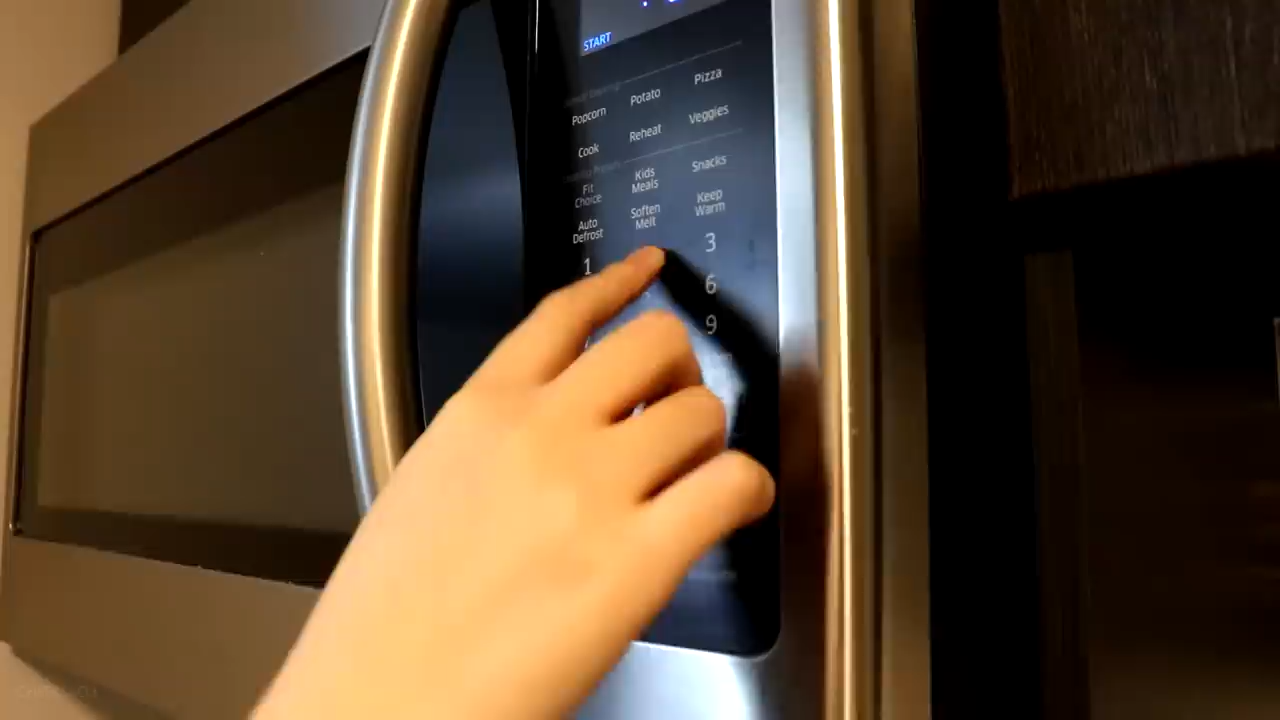 START
Popcorn Potato Pizza
Cook Reheat Veggies
Fit Choice Kids Meals Snacks
Auto Defrost Soften Melt Keep Warm
1 3
6
9